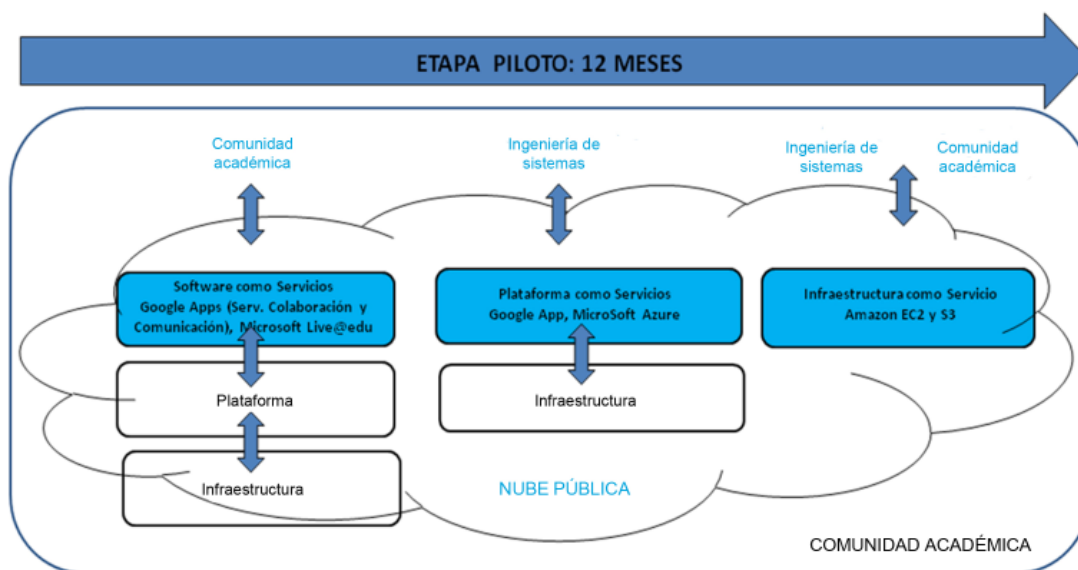 ETAPA PILOTO: 12 MESES
Comunidad
académica
Ingeniería de
sistemas
Ingeniería de
sistemas
Comunidad
académica
Software como Servicios
Google Apps (Serv. Colaboración y
Comunicación), Microsoft Live@edu
Plataforma como Servicios
Google App, MicroSoft Azure
Infraestructura como Servicio
Amazon EC2 y S3
Plataforma
Infraestructura
Infraestructura
NUBE PÚBLICA
COMUNIDAD ACADÉMICA